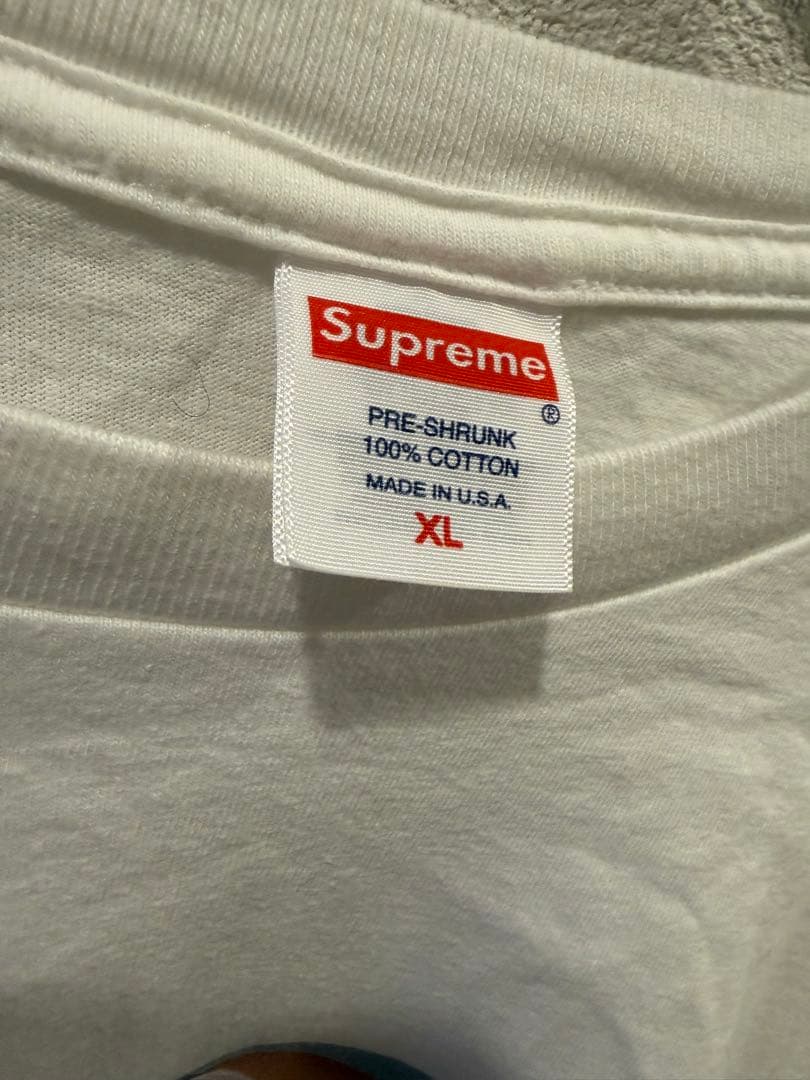 Supreme
®
PRE-SHRUNK
100% COTTON
MADE IN U.S.A.
XL